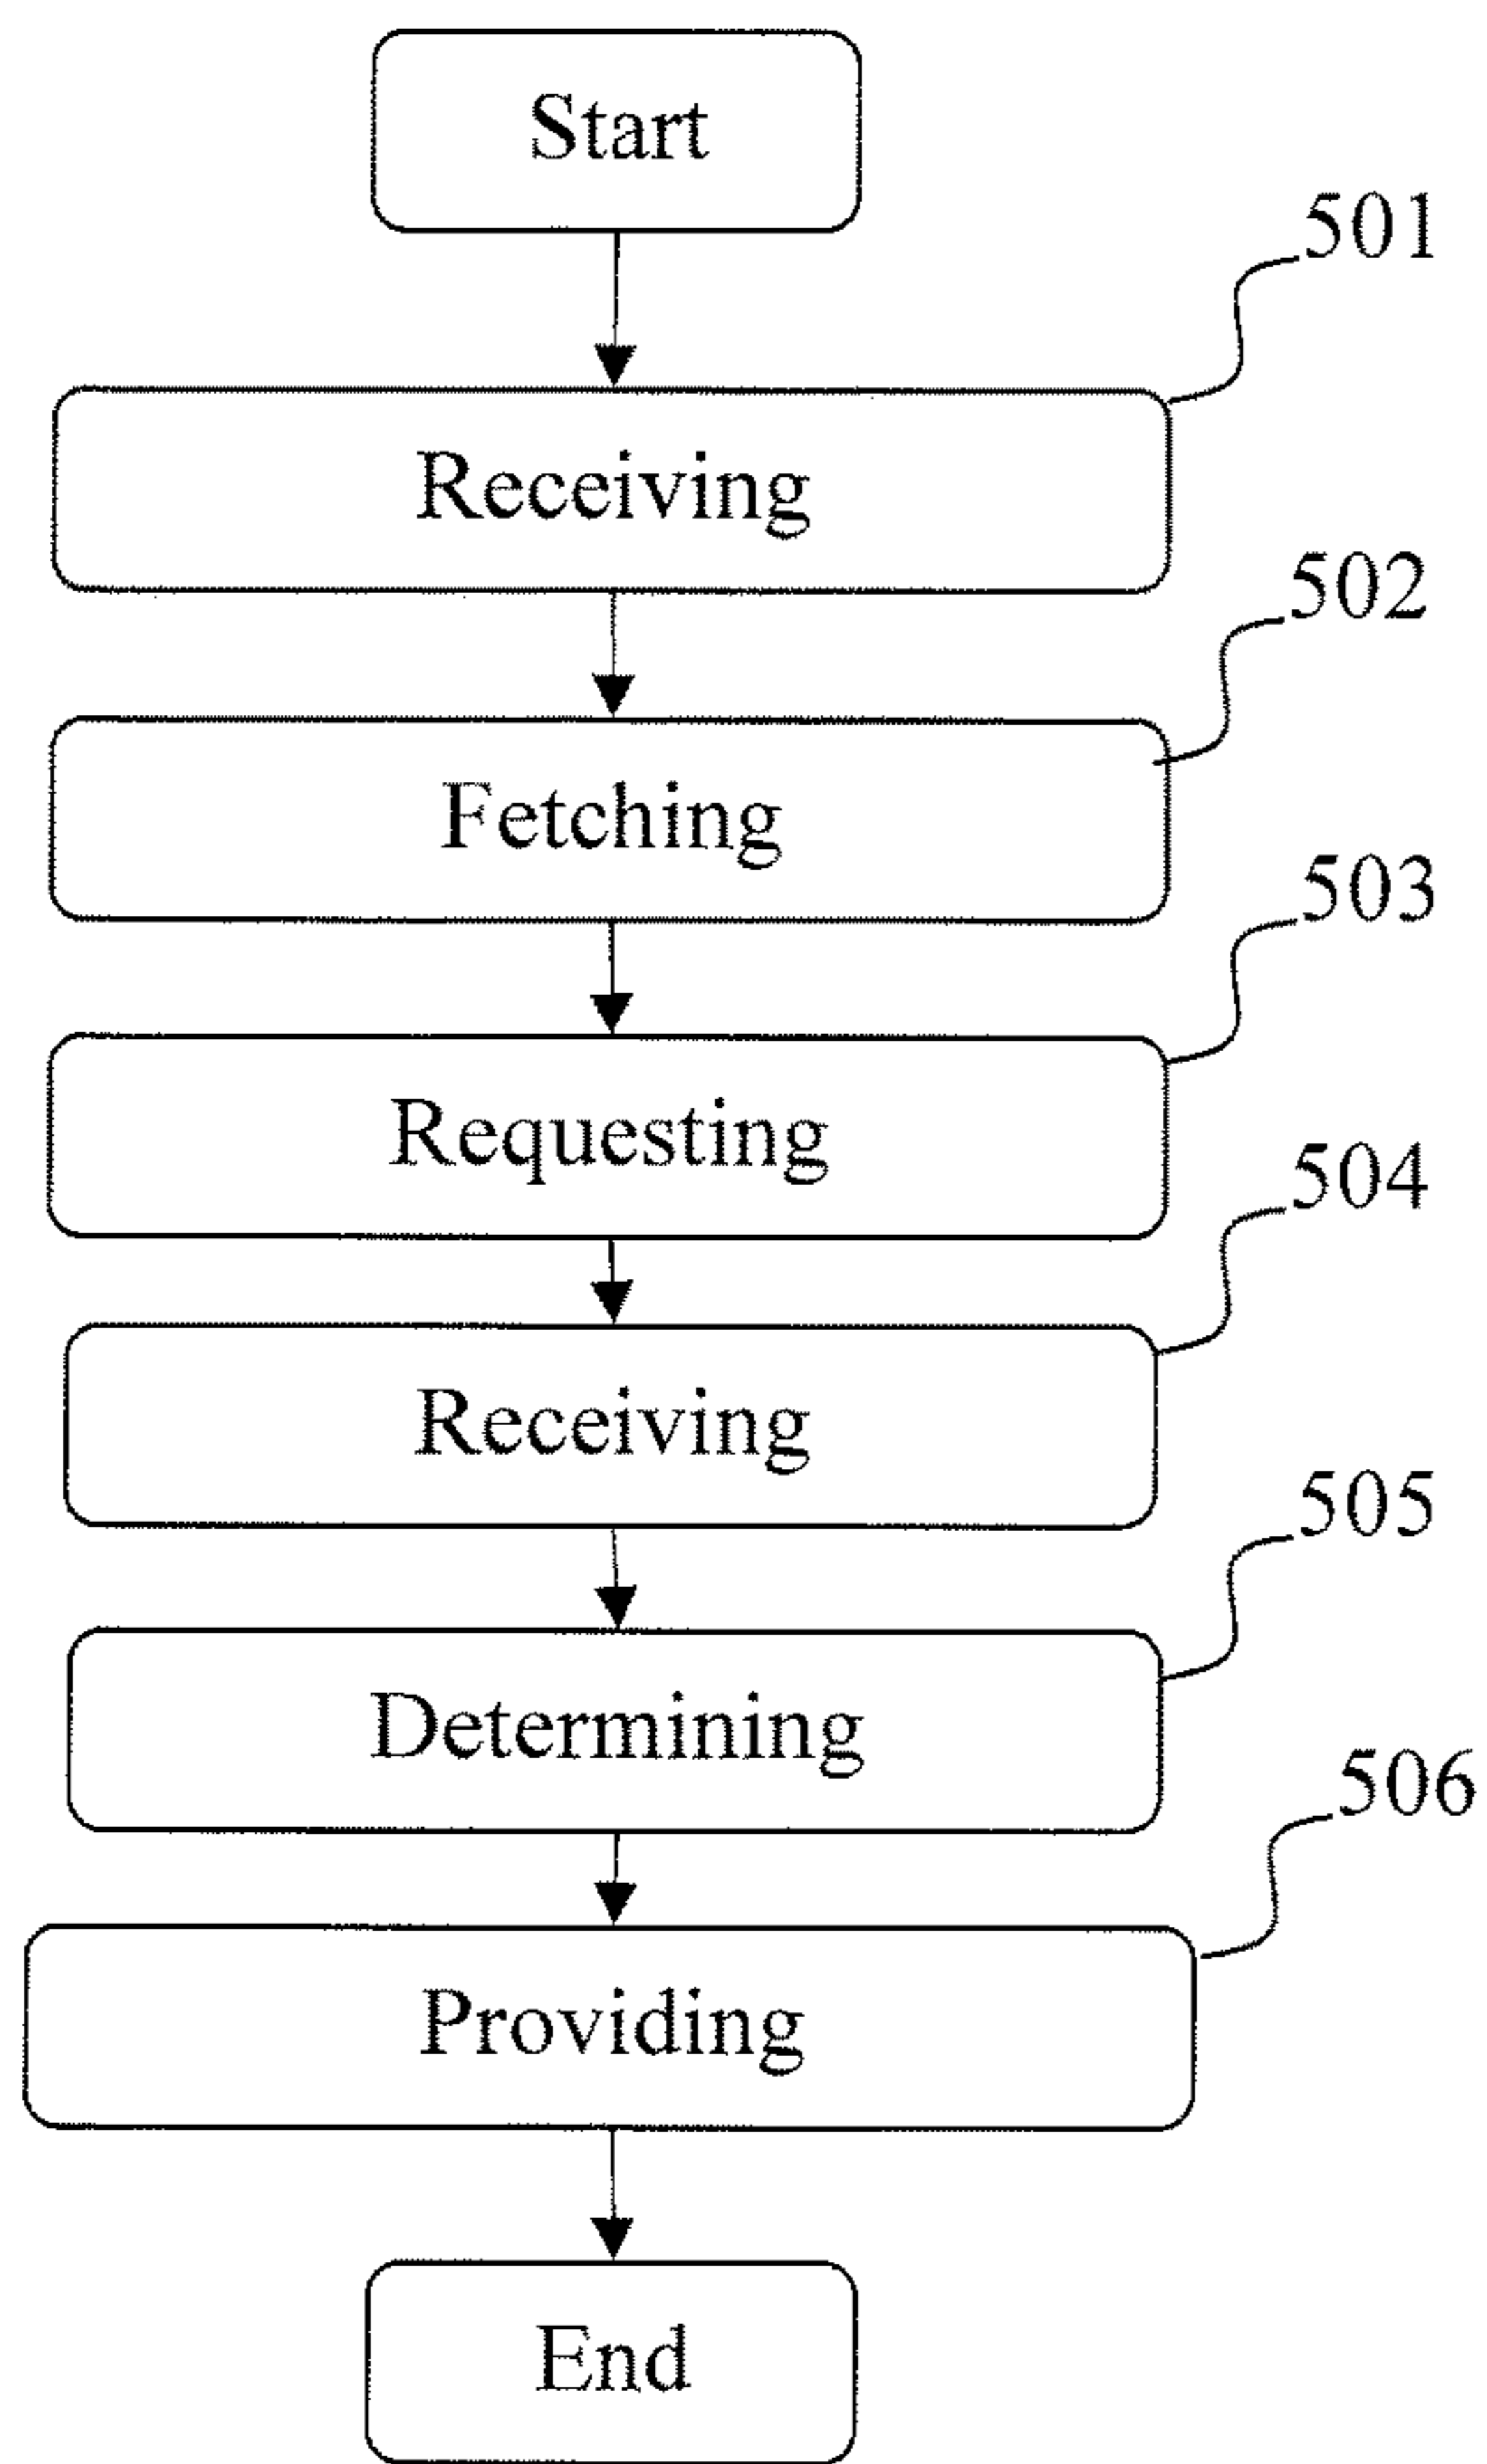 Start
501
Receiving
502
Fetching
503
Requesting
504
Receiving
505
Determining
506
Providing
End